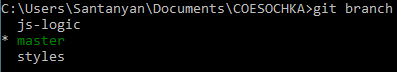 C:\Users\Santanyan\Documents\COESOCHKA>git branch
  js-logic
* master
  styles